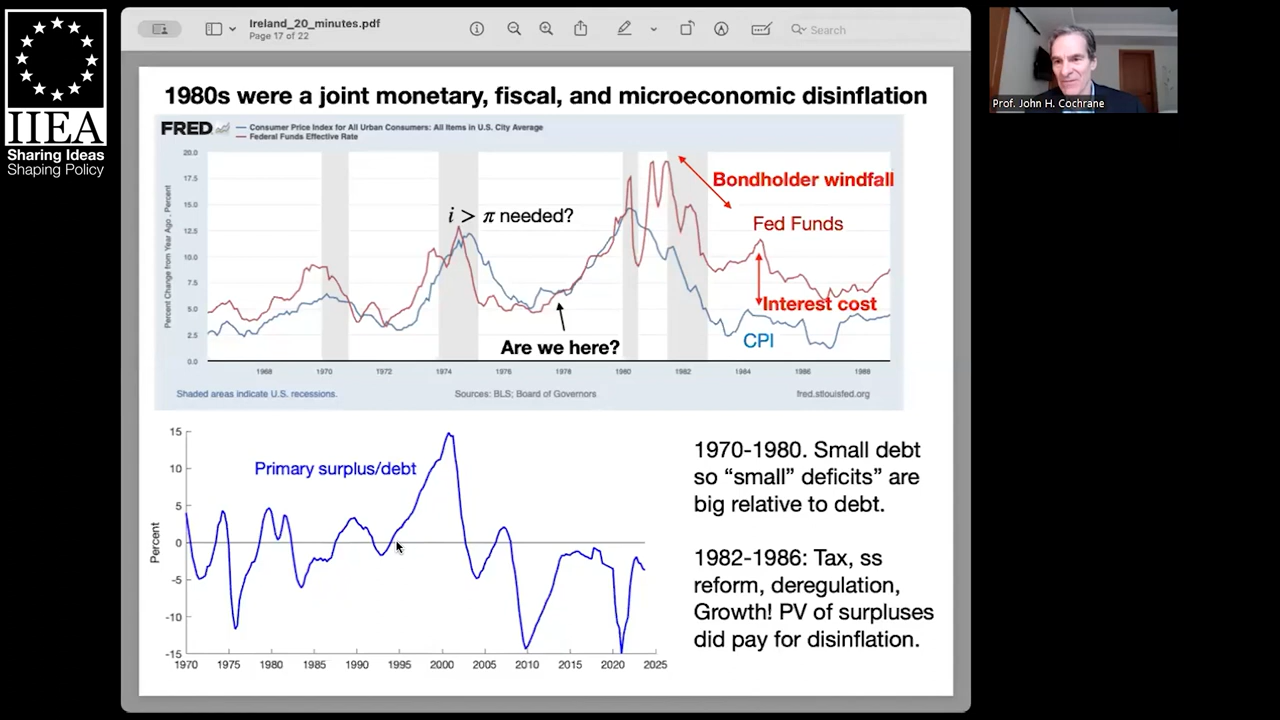 IIEA
Sharing Ideas
Shaping Policy
Ireland_20_minutes.pdf
Page 17 of 22
Search
Prof. John H. Cochrane
1980s were a joint monetary, fiscal, and microeconomic disinflation
FRED
Consumer Price Index for All Urban Consumers: All Items in U.S. City Average
Federal Funds Effective Rate
Percent Change from Year Ago , Percent
20.0
17.5
15.0
12.5
10.0
7.5
5.0
2.5
0.0
Bondholder windfall
i > π needed?
Fed Funds
Interest cost
CPI
Are we here?
1968 1970 1972 1974 1976 1978 1980 1982 1984 1986 1988
Shaded areas indicate U.S. recessions. Sources: BLS; Board of Governors fred.stlouisfed.org
Primary surplus/debt
Percent
15
10
5
0
-5
-10
-15
1970 1975 1980 1985 1990 1995 2000 2005 2010 2015 2020 2025
1970-1980. Small debt
so “small” deficits” are
big relative to debt.
1982-1986: Tax, ss
reform, deregulation,
Growth! PV of surpluses
did pay for disinflation.